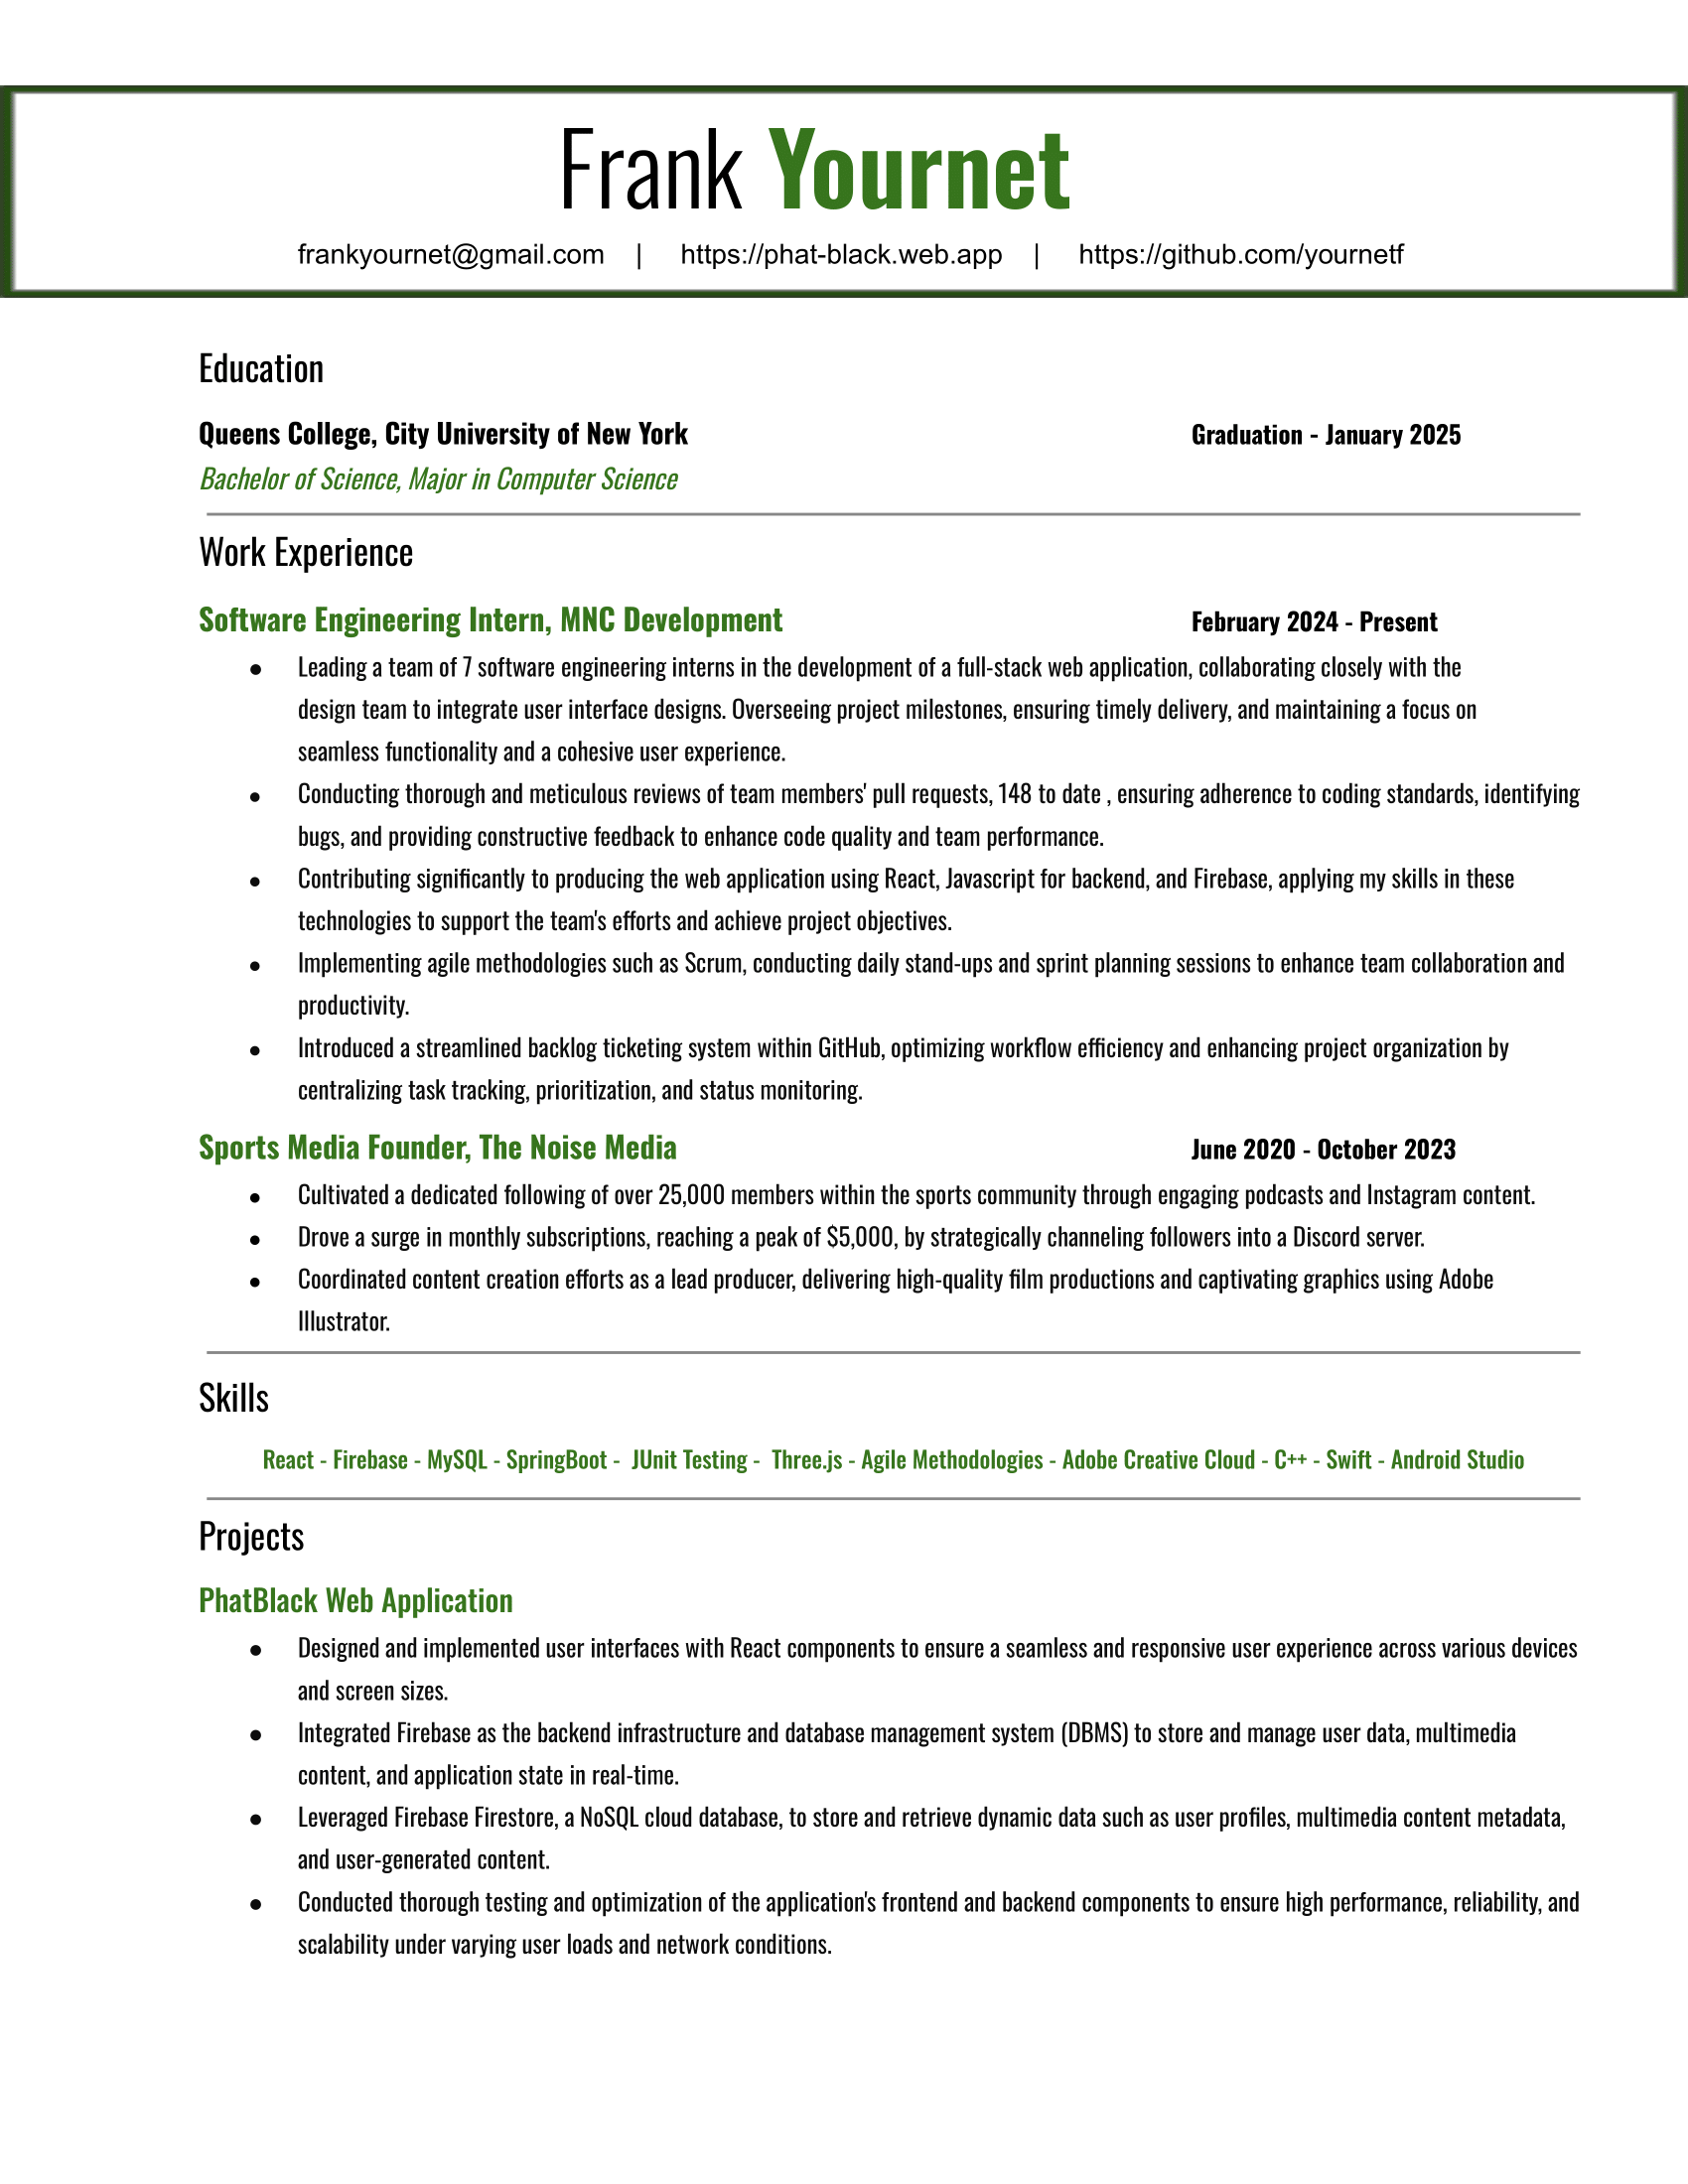 Frank Yournet
frankyournet@gmail.com | https://phat-black.web.app | https://github.com/yournetf
Education
Queens College, City University of New York Graduation - January 2025
Bachelor of Science, Major in Computer Science
Work Experience
Software Engineering Intern, MNC Development February 2024 - Present
● Leading a team of 7 software engineering interns in the development of a full-stack web application, collaborating closely with the
design team to integrate user interface designs. Overseeing project milestones, ensuring timely delivery, and maintaining a focus on
seamless functionality and a cohesive user experience.
● Conducting thorough and meticulous reviews of team members' pull requests, 148 to date , ensuring adherence to coding standards, identifying
bugs, and providing constructive feedback to enhance code quality and team performance.
● Contributing significantly to producing the web application using React, Javascript for backend, and Firebase, applying my skills in these
technologies to support the team's efforts and achieve project objectives.
● Implementing agile methodologies such as Scrum, conducting daily stand-ups and sprint planning sessions to enhance team collaboration and
productivity.
● Introduced a streamlined backlog ticketing system within GitHub, optimizing workflow efficiency and enhancing project organization by
centralizing task tracking, prioritization, and status monitoring.
Sports Media Founder, The Noise Media June 2020 - October 2023
● Cultivated a dedicated following of over 25,000 members within the sports community through engaging podcasts and Instagram content.
● Drove a surge in monthly subscriptions, reaching a peak of $5,000, by strategically channeling followers into a Discord server.
● Coordinated content creation efforts as a lead producer, delivering high-quality film productions and captivating graphics using Adobe
Illustrator.
Skills
React - Firebase - MySQL - SpringBoot - JUnit Testing - Three.js - Agile Methodologies - Adobe Creative Cloud - C++ - Swift - Android Studio
Projects
PhatBlack Web Application
● Designed and implemented user interfaces with React components to ensure a seamless and responsive user experience across various devices
and screen sizes.
● Integrated Firebase as the backend infrastructure and database management system (DBMS) to store and manage user data, multimedia
content, and application state in real-time.
● Leveraged Firebase Firestore, a NoSQL cloud database, to store and retrieve dynamic data such as user profiles, multimedia content metadata,
and user-generated content.
● Conducted thorough testing and optimization of the application's frontend and backend components to ensure high performance, reliability, and
scalability under varying user loads and network conditions.